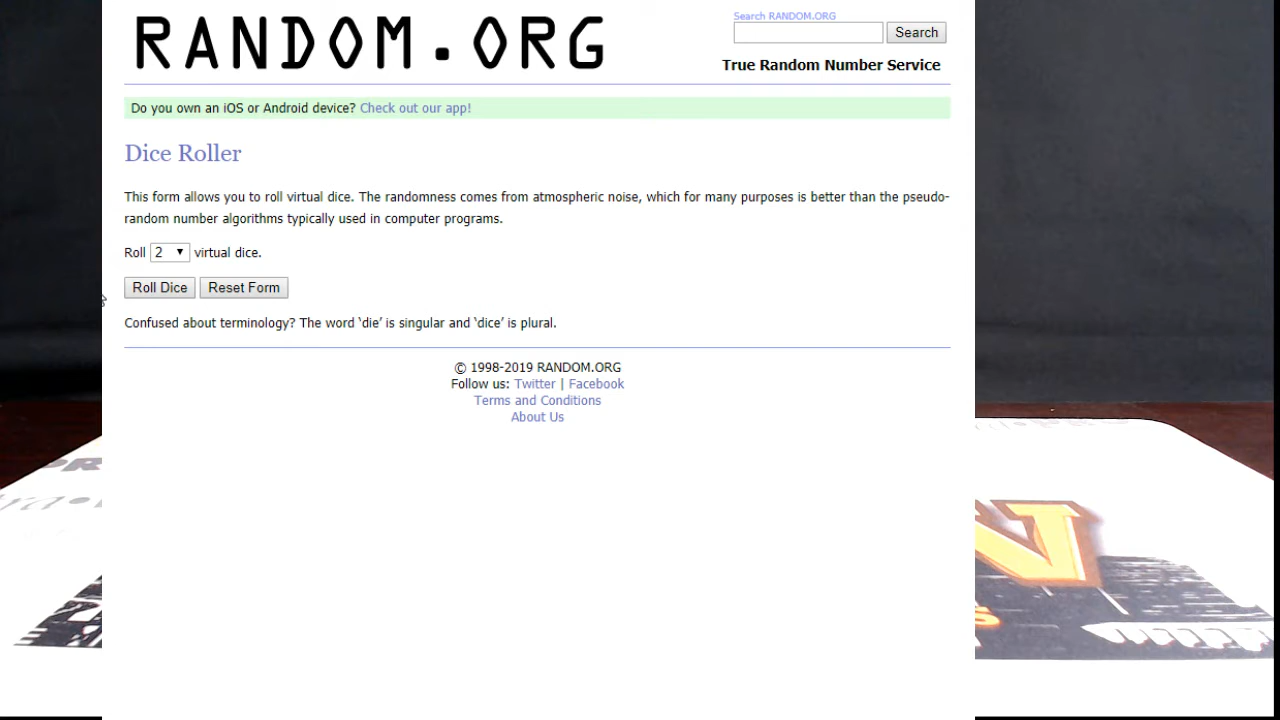 RANDOM.ORG
Search RANDOM.ORG
Search
True Random Number Service
Do you own an iOS or Android device? Check out our app!
Dice Roller
This form allows you to roll virtual dice. The randomness comes from atmospheric noise, which for many purposes is better than the pseudo-
random number algorithms typically used in computer programs.
Roll 2 virtual dice.
Roll Dice Reset Form
Confused about terminology? The word ‘die’ is singular and ‘dice’ is plural.
© 1998-2019 RANDOM.ORG
Follow us: Twitter | Facebook
Terms and Conditions
About Us
N